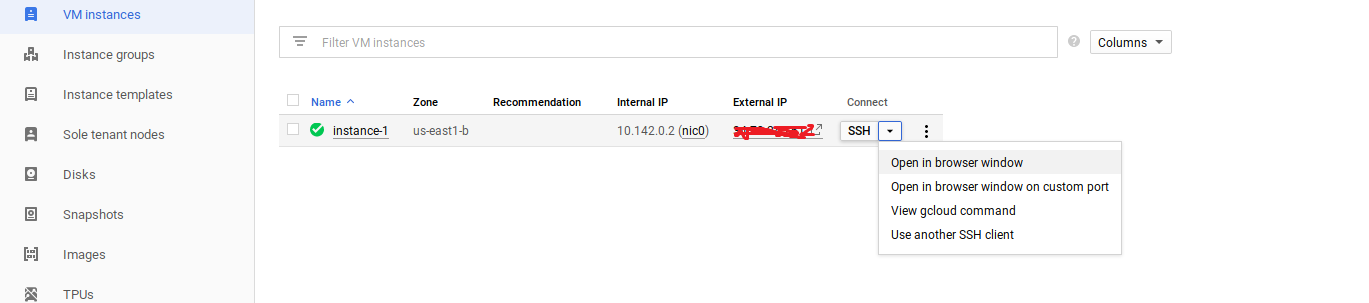 VM instances
Instance groups
Instance templates
Sole tenant nodes
Disks
Snapshots
Images
TPUs
Filter VM instances
? Columns
Name Zone Recommendation Internal IP External IP Connect
instance-1 us-east1-b 10.142.0.2 (nic0) SSH
Open in browser window
Open in browser window on custom port
View gcloud command
Use another SSH client